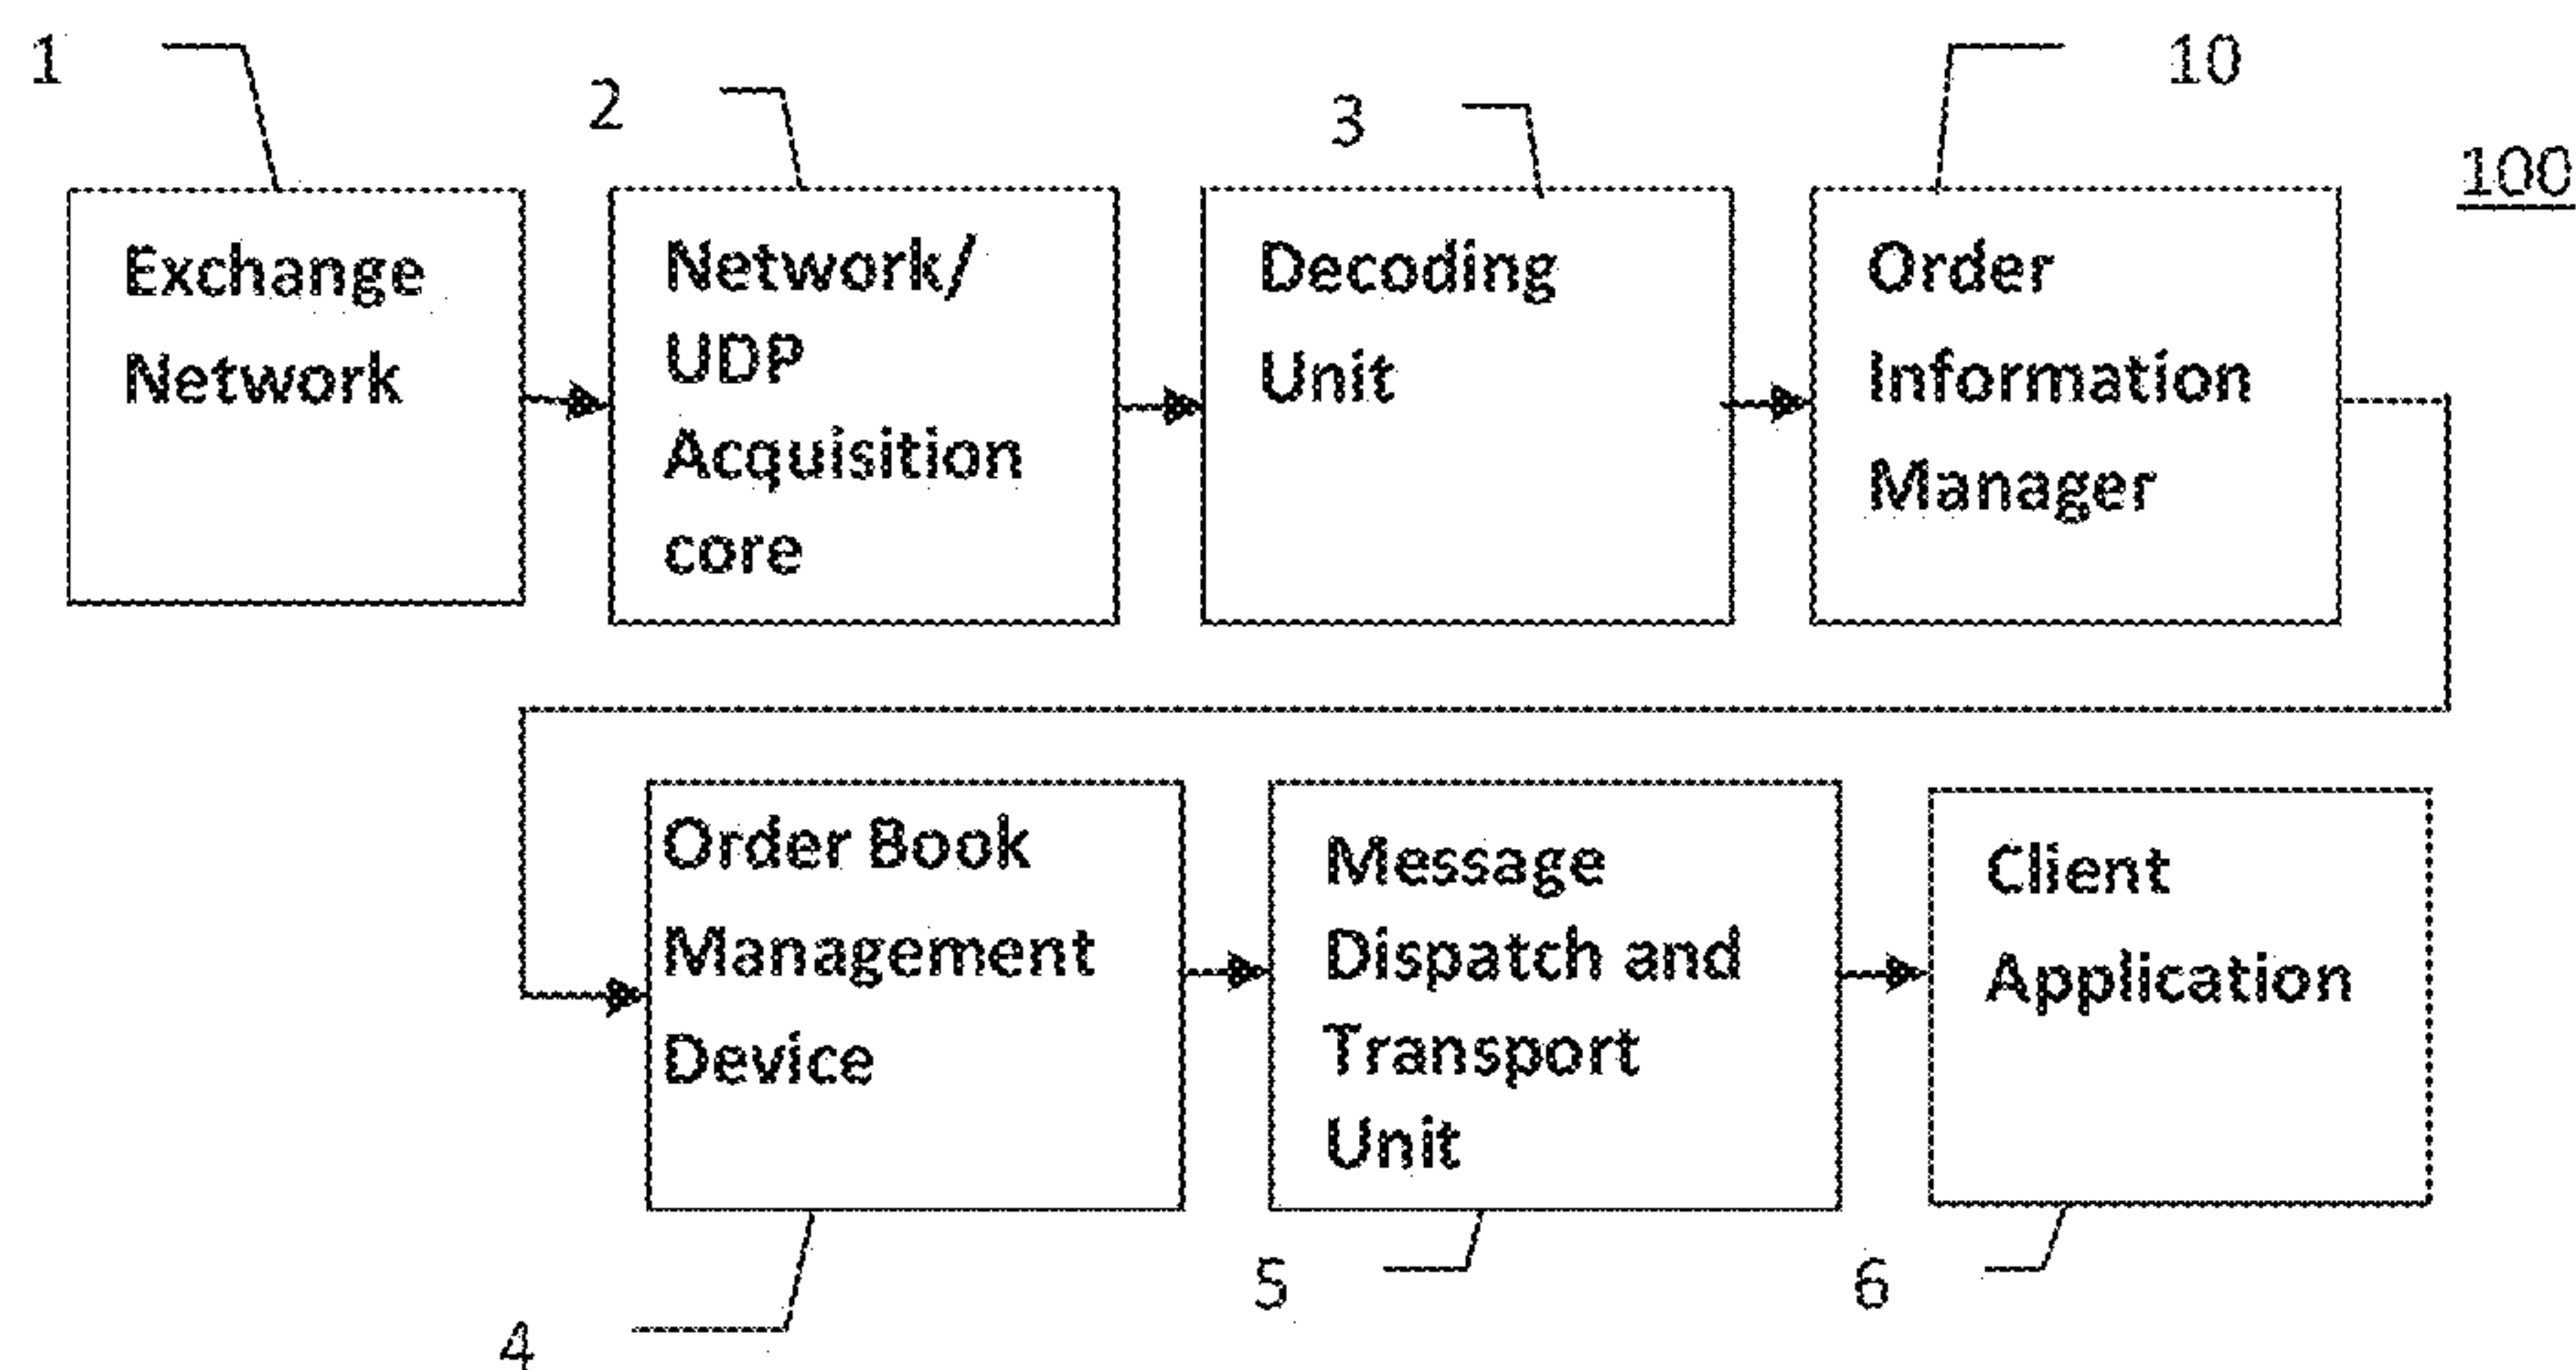 1
2
3
10
100
Exchange
Network
Network/
UDP
Acquisition
core
Decoding
Unit
Order
Information
Manager
Order Book
Management
Device
Message
Dispatch and
Transport
Unit
Client
Application
4
5
6